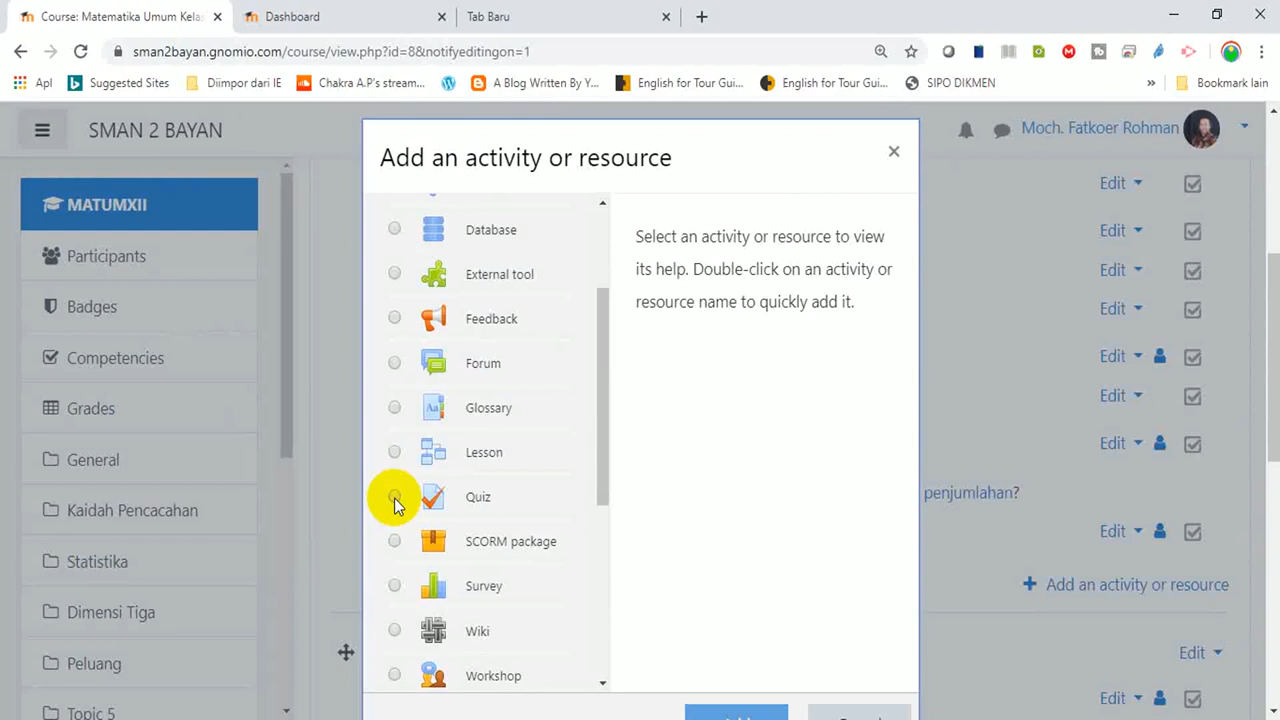 Course: Matematika Umum Kelas
Dashboard
Tab Baru
sman2bayan.gnomio.com/course/view.php?id=88&notifyeditingon=1
Apl
Suggested Sites
Diimpor dari IE
Chakra A.P's stream...
A Blog Written By Y...
English for Tour Gui...
English for Tour Gui...
SIPO DIKMEN
»
Bookmark lain
SMAN 2 BAYAN
Moch. Fatkoer Rohman
Add an activity or resource
MATUMXII
Participants
Badges
Competencies
Grades
General
Kaidah Pencacahan
Statistika
Dimensi Tiga
Peluang
Topic 5
Database
External tool
Feedback
Forum
Glossary
Lesson
Quiz
SCORM package
Survey
Wiki
Workshop
Select an activity or resource to view
its help. Double-click on an activity or
resource name to quickly add it.
Edit
Edit
Edit
Edit
Edit
Edit
Edit
penjumlahan?
Edit
Add an activity or resource
Edit
Edit